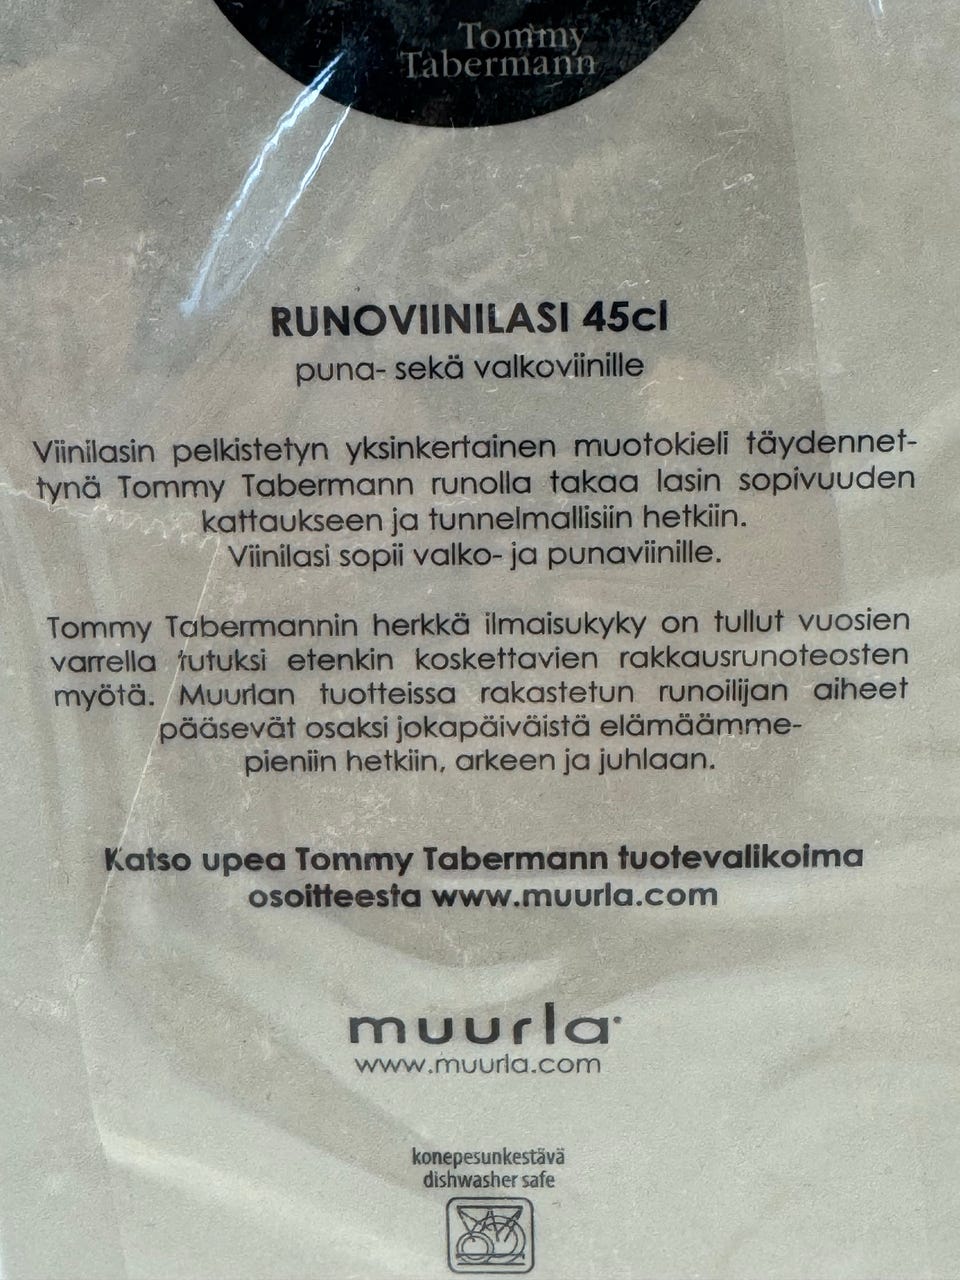 Tommy
Tabermann
RUNOVIINILASI 45cl
puna- sekä valkoviinille
Viinilasin pelkistetyn yksinkertainen muotokieli täydennet-
tynä Tommy Tabermann runolla takaa lasin sopivuuden
kattaukseen ja tunnelmallisiin hetkiin.
Viinilasi sopii valko- ja punaviinille.
Tommy Tabermannin herkkä ilmaisukyky on tullut vuosien
varrella tutuksi etenkin koskettavien rakkausrunoteosten
myötä. Muurlan tuotteissa rakastetun runoilijan aiheet
pääsevät osaksi jokapäiväistä elämäämme-
pieniin hetkiin, arkeen ja juhlaan.
Katso upea Tommy Tabermann tuotevalikoima
osoitteesta www.muurla.com
muurla
www.muurla.com
konepesunkestävä
dishwasher safe